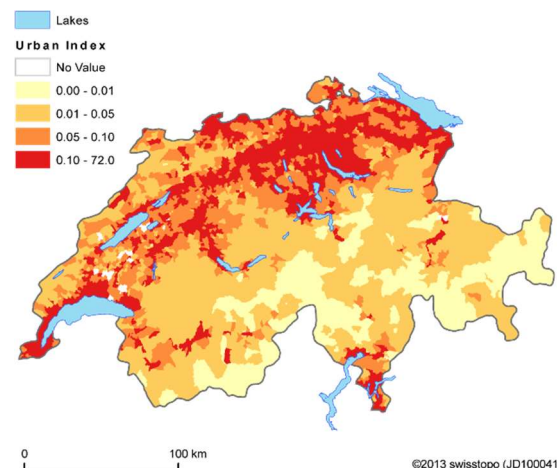 Lakes
Urban Index
No Value
0.00 - 0.01
0.01 - 0.05
0.05 - 0.10
0.10 - 72.0
0 100 km
©2013 swisstopo (JD100041